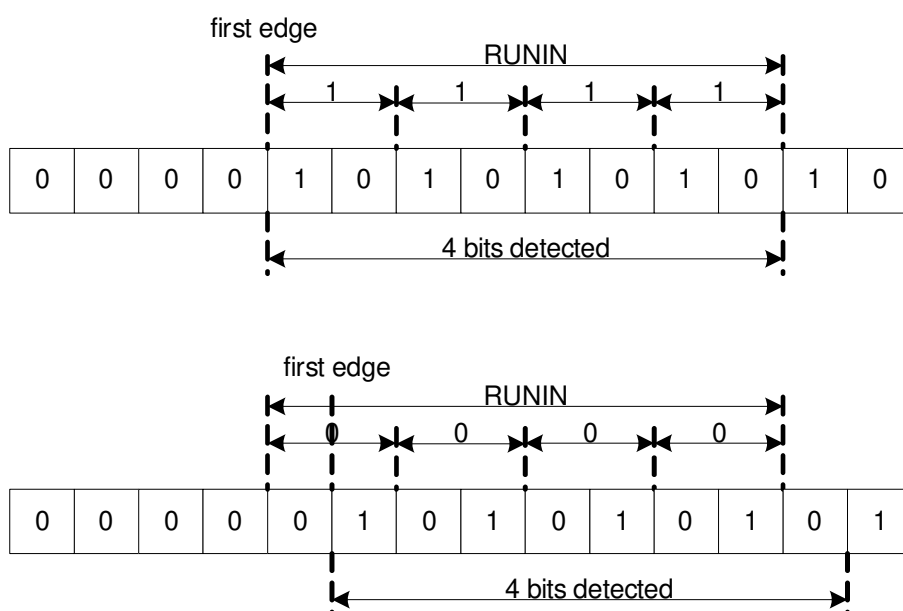 first edge
RUNIN
1 1 1 1
0 0 0 0 1 0 1 0 1 0 1 0 1 0
4 bits detected
first edge
RUNIN
0 0 0 0
0 0 0 0 0 1 0 1 0 1 0 1 0 1
4 bits detected